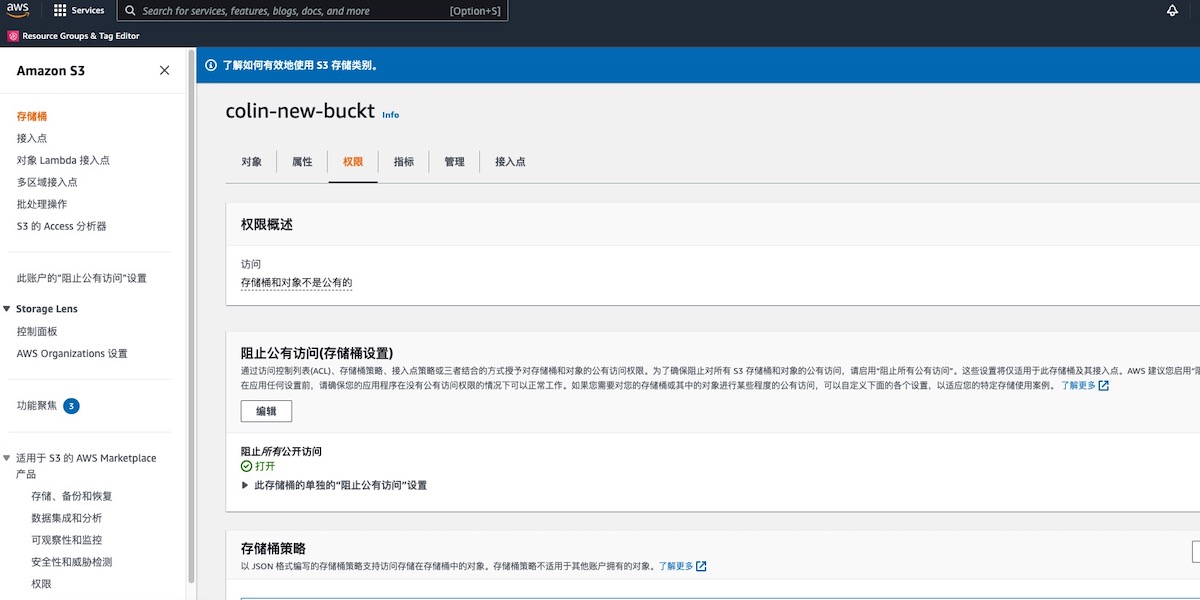 aws
Services
Search for services, features, blogs, docs, and more
[Option+S]
Resource Groups & Tag Editor
Amazon S3
存储桶
接入点
对象 Lambda 接入点
多区域接入点
批处理操作
S3 的 Access 分析器
此账户的“阻止公有访问”设置
Storage Lens
控制面板
AWS Organizations 设置
功能聚焦 3
适用于 S3 的 AWS Marketplace
产品
存储、备份和恢复
数据集成和分析
可观察性和监控
安全性和威胁检测
权限
了解如何有效地使用 S3 存储类别。
colin-new-buckt Info
对象 属性 权限 指标 管理 接入点
权限概述
访问
存储桶和对象不是公有的
阻止公有访问(存储桶设置)
通过访问控制列表(ACL)、存储桶策略、接入点策略或三者结合的方式授予对存储桶和对象的公有访问权限。为了确保阻止对所有 S3 存储桶和对象的公有访问，请启用“阻止所有公有访问”。这些设置将仅适用于此存储桶及其接入点。AWS 建议您启用“阻
在应用任何设置前，请确保您的应用程序在没有公有访问权限的情况下可以正常工作。如果您需要对您的存储桶或其中的对象进行某些程度的公有访问，可以自定义下面的各个设置，以适应您的特定存储使用案例。 了解更多
编辑
阻止所有公开访问
打开
此存储桶的单独的“阻止公有访问”设置
存储桶策略
以 JSON 格式编写的存储桶策略支持访问存储在存储桶中的对象。存储桶策略不适用于其他账户拥有的对象。 了解更多